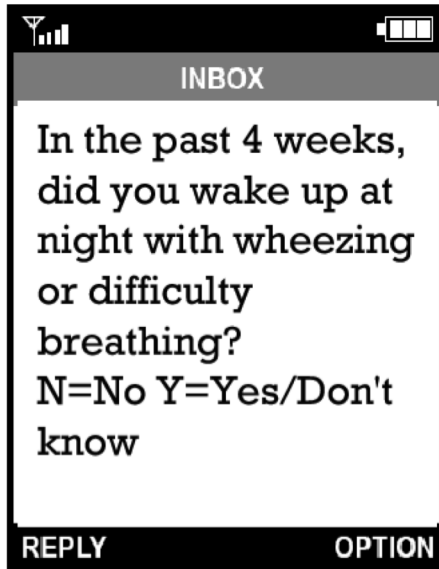 INBOX
In the past 4 weeks,
did you wake up at
night with wheezing
or difficulty
breathing?
N=No Y=Yes/Don't
know
REPLY OPTION